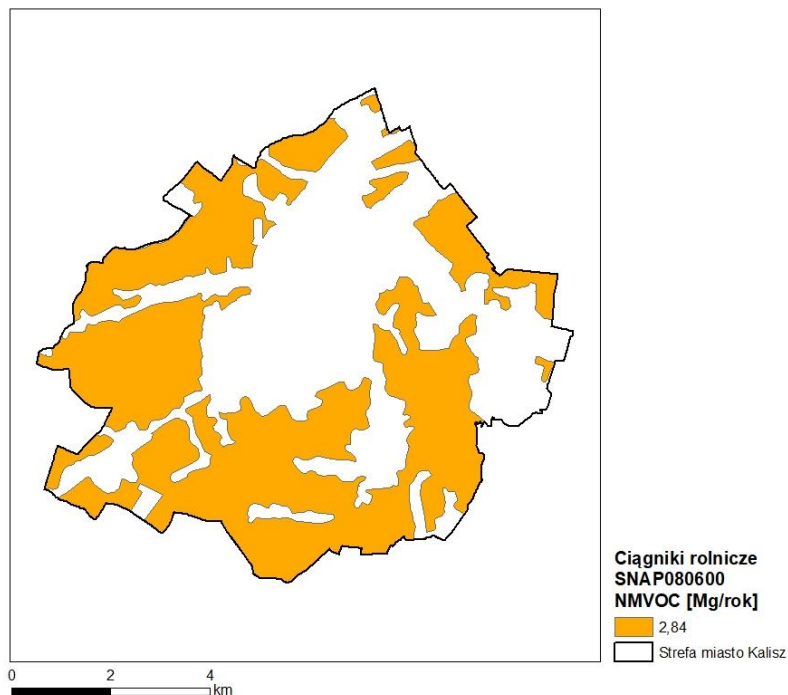 Ciągniki rolnicze
SNAP080600
NMVOC [Mg/rok]
2,84
Strefa miasto Kalisz
0 2 4
km